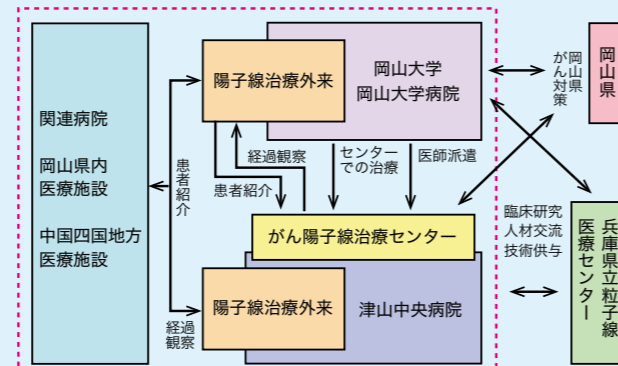 関連病院
岡山県内
医療施設
中国四国地方
医療施設
患者紹介
経過
観察
陽子線治療外来
岡山大学
岡山大学病院
経過観察
患者紹介
センター
での治療
医師派遣
がん陽子線治療センター
陽子線治療外来
津山中央病院
岡山県
がん対策
岡山県
臨床研究
人材交流
技術供与
兵庫県立粒子線
医療センター